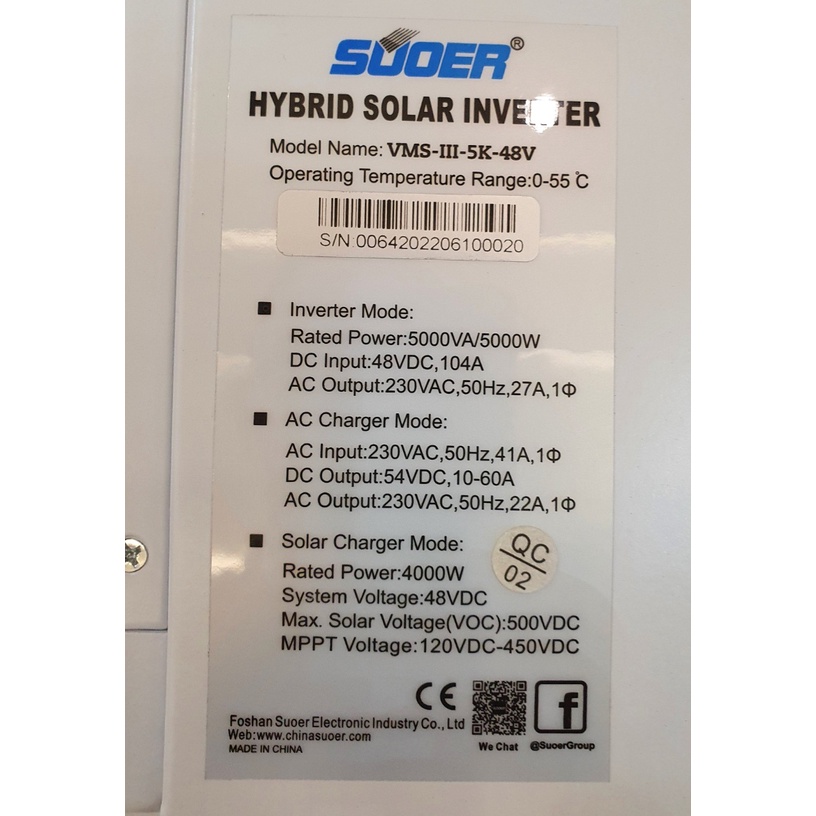 SUOER®
HYBRID SOLAR INVERTER
Model Name: VMS-III-5K-48V
Operating Temperature Range:0-55℃
S/N:0064202206100020
■ Inverter Mode:
Rated Power:5000VA/5000W
DC Input:48VDC,104A
AC Output:230VAC,50Hz,27A,1Φ
■ AC Charger Mode:
AC Input:230VAC,50Hz,41A,1Φ
DC Output:54VDC,10-60A
AC Output:230VAC,50Hz,22A,1Φ
■ Solar Charger Mode:
QC
02
Rated Power:4000W
System Voltage:48VDC
Max. Solar Voltage(VOC):500VDC
MPPT Voltage:120VDC-450VDC
CE
f
Foshan Suoer Electronic Industry Co., Ltd
Web:www.chinasuoer.com
MADE IN CHINA
We Chat
@SuoerGroup